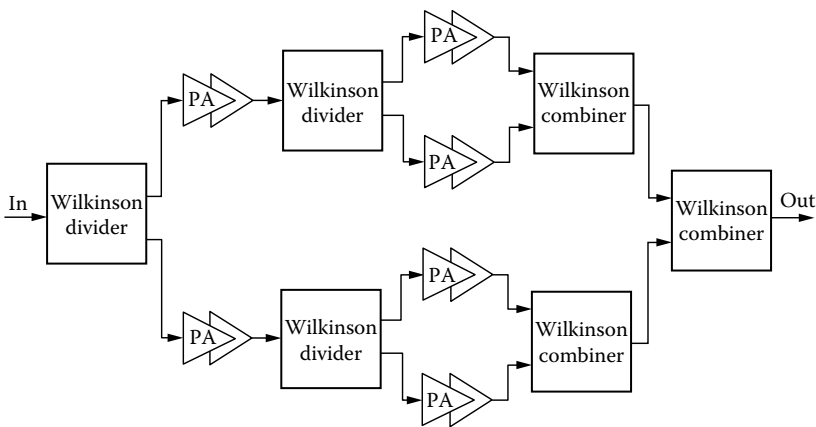 In
Wilkinson
divider
PA
Wilkinson
divider
PA
PA
Wilkinson
combiner
PA
Wilkinson
divider
PA
PA
Wilkinson
combiner
Wilkinson
combiner
Out